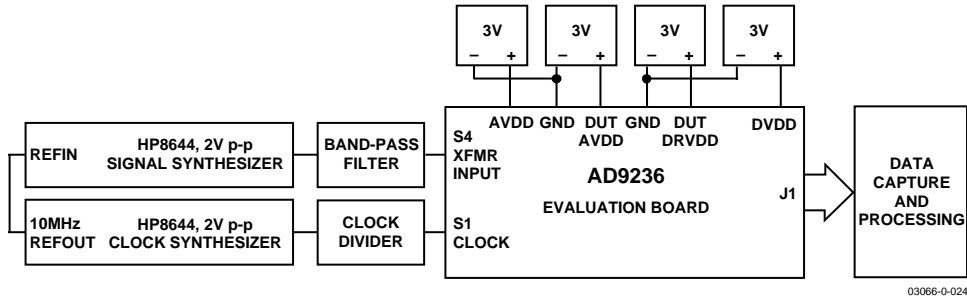 3V
– +
3V
– +
3V
– +
3V
– +
AVDD GND DUT AVDD GND DUT DRVDD DVDD
REFIN
HP8644, 2V p-p
SIGNAL SYNTHESIZER
BAND-PASS
FILTER
S4
XFMR
INPUT
10MHz
REFOUT
HP8644, 2V p-p
CLOCK SYNTHESIZER
CLOCK
DIVIDER
S1
CLOCK
AD9236
EVALUATION BOARD
J1
DATA
CAPTURE
AND
PROCESSING
03066-0-024